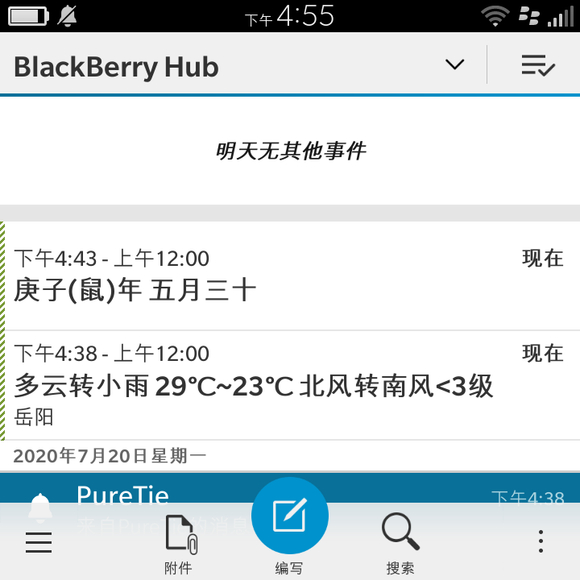 下午 4:55
BlackBerry Hub
明天无其他事件
下午4:43 - 上午12:00 现在
庚子(鼠)年 五月三十
下午4:38 - 上午12:00 现在
多云转小雨 29℃~23℃ 北风转南风<3级
岳阳
2020年7月20日星期一
PureTie 下午4:38
附件 编写 搜索